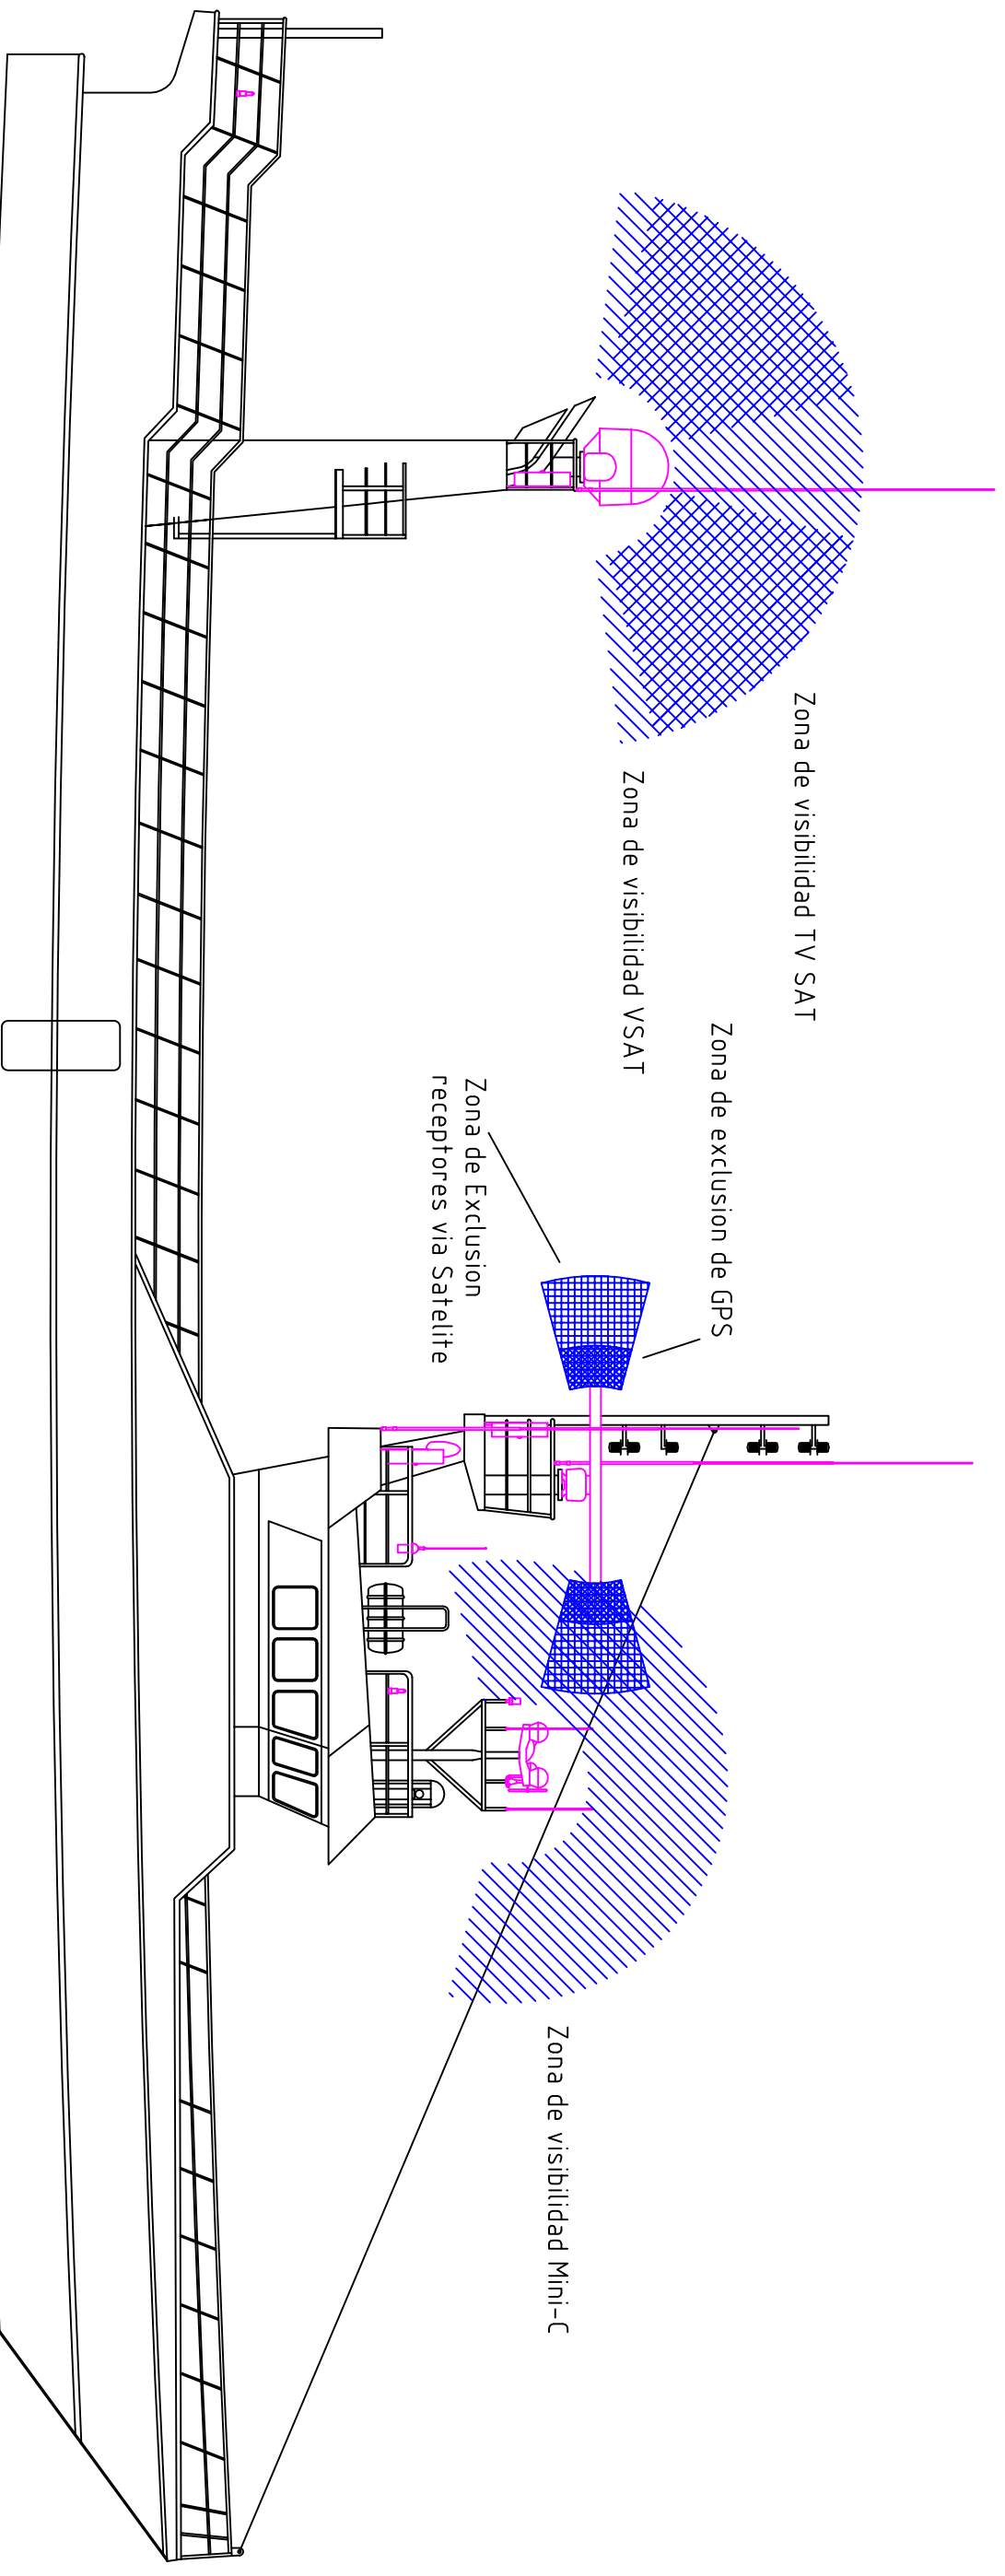 Zona de visibilidad TV SAT
Zona de visibilidad VSAT
Zona de exclusion de GPS
Zona de Exclusion
receptores via Satelite
Zona de visibilidad Mini-C